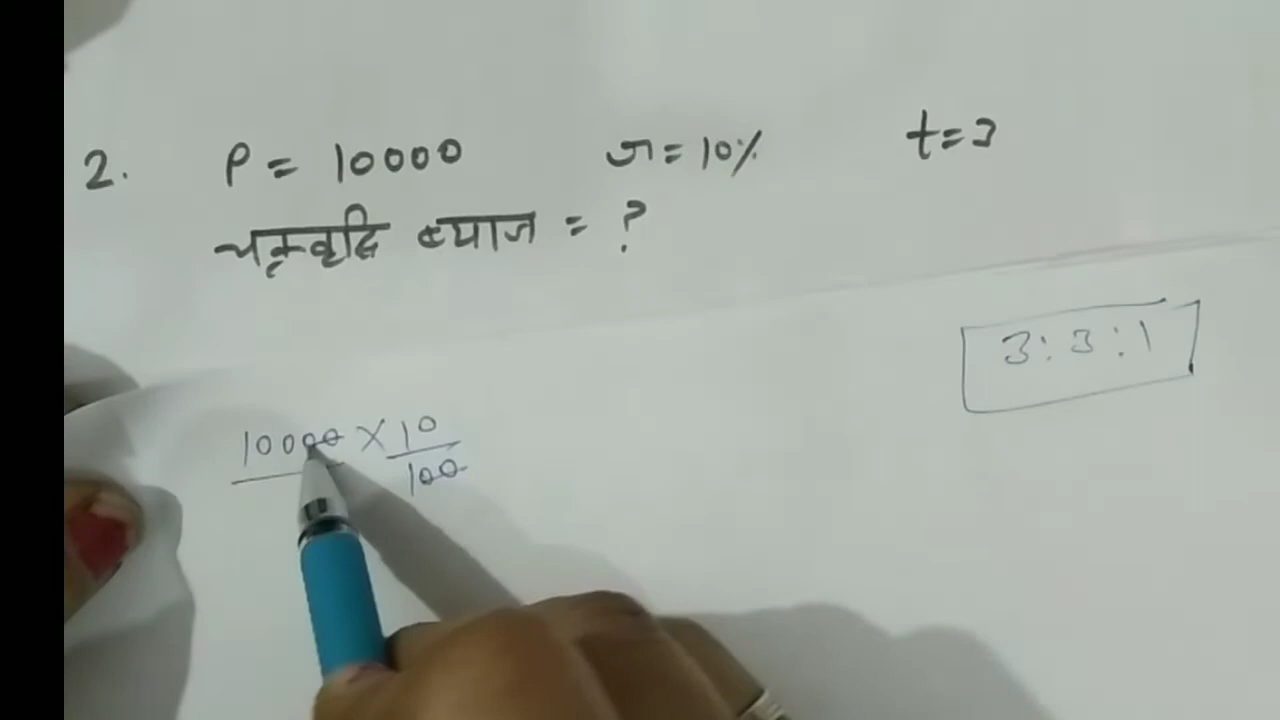 2. P = 10000 r = 10% t = 3
चक्रवृद्धि ब्याज = ?
3 : 3 : 1
10000 × 10
100